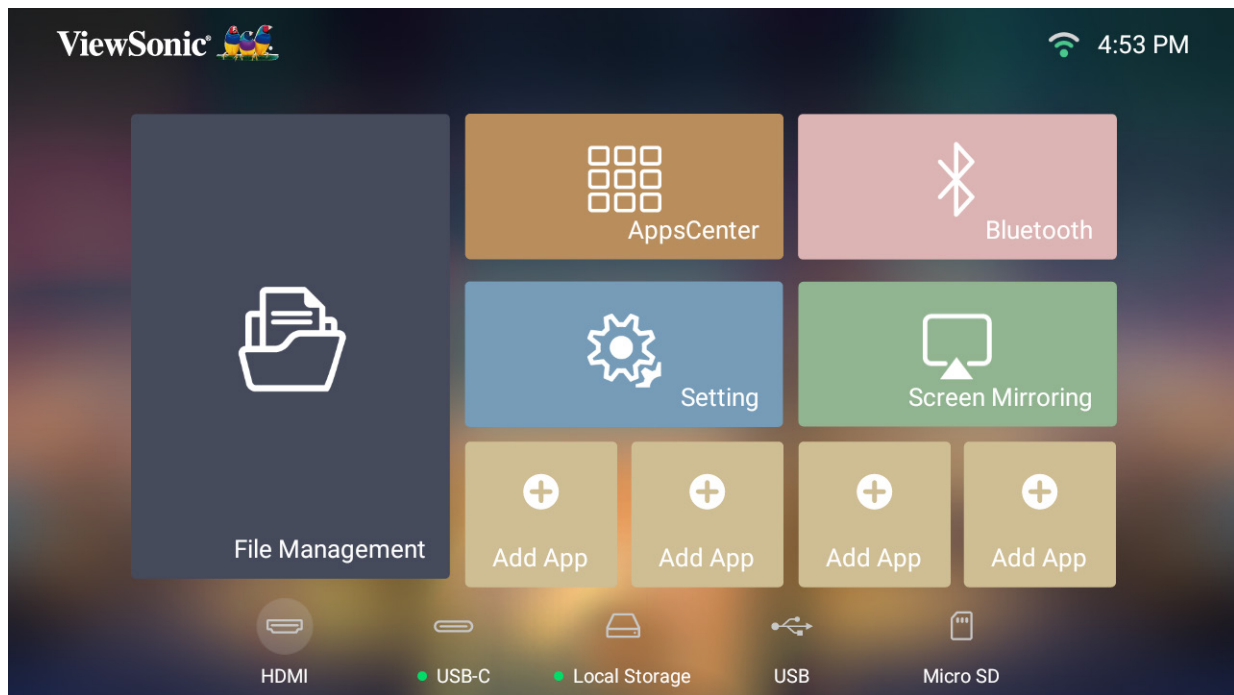 ViewSonic®
4:53 PM
AppsCenter
Bluetooth
Setting
Screen Mirroring
File Management
Add App
Add App
Add App
Add App
HDMI
USB-C
Local Storage
USB
Micro SD